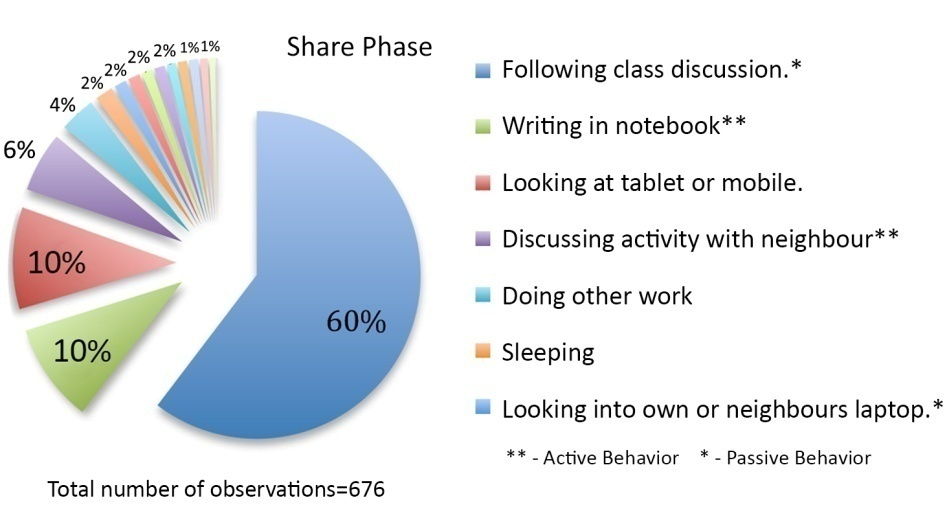 Share Phase
1%
1%
2%
2%
2%
2%
4%
6%
10%
10%
60%
Following class discussion.*
Writing in notebook**
Looking at tablet or mobile.
Discussing activity with neighbour**
Doing other work
Sleeping
Looking into own or neighbours laptop.*
** - Active Behavior * - Passive Behavior
Total number of observations=676